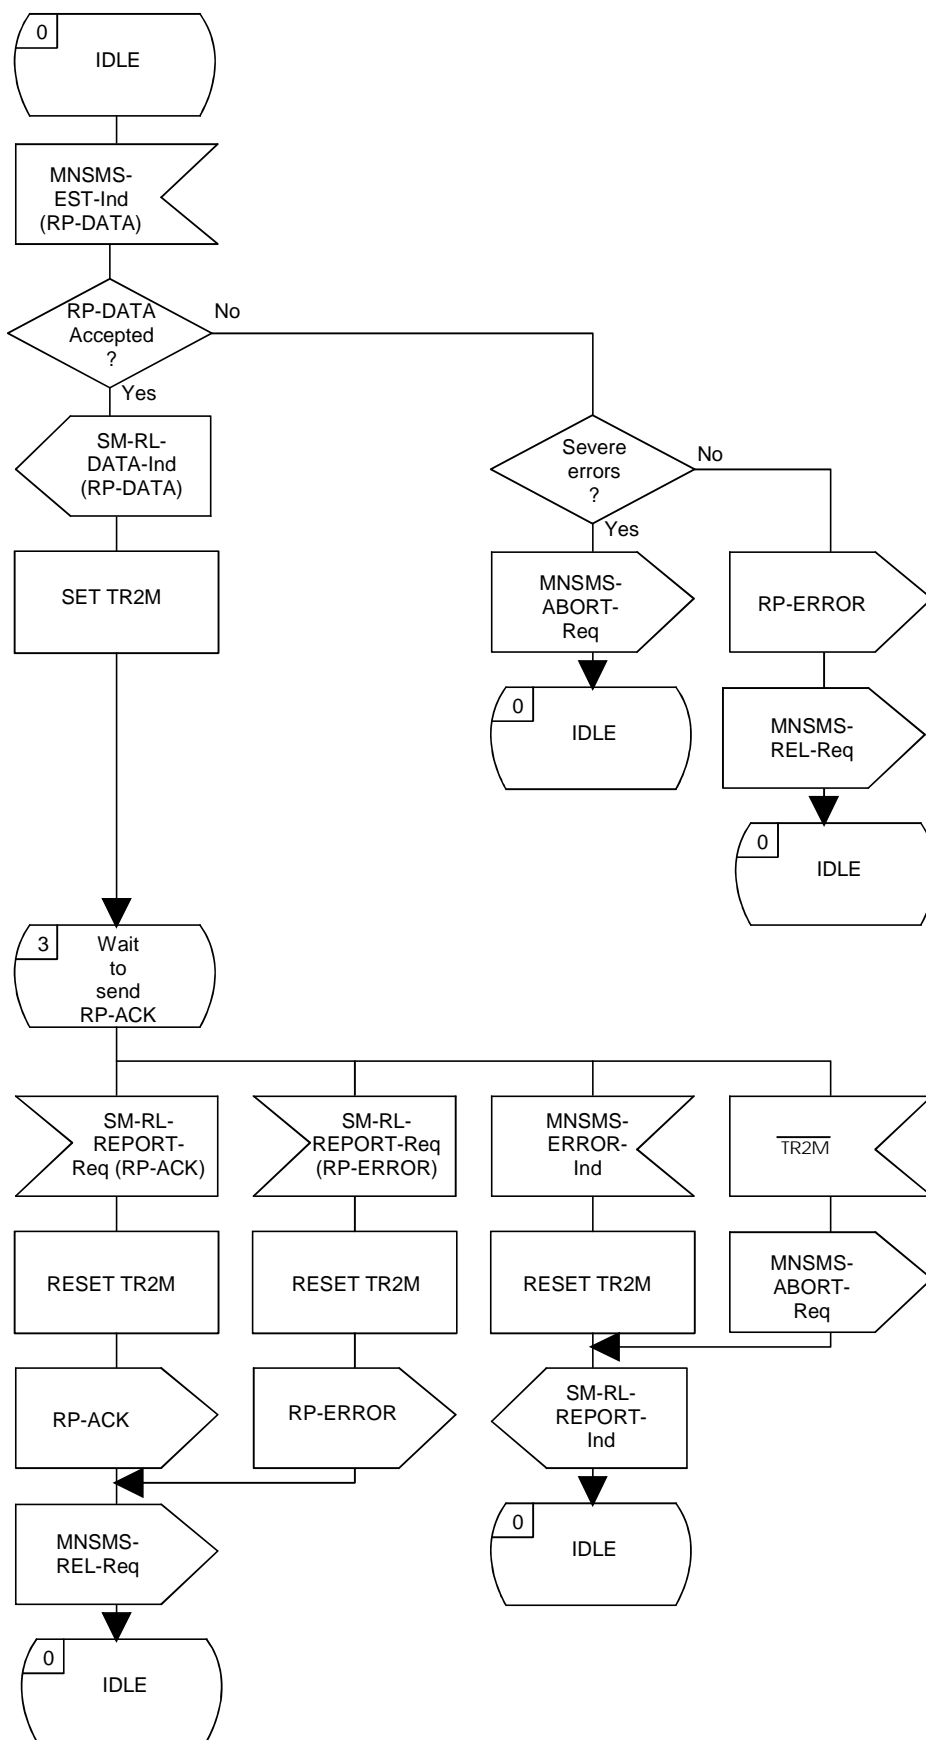 0
IDLE
MNSMS-
EST-Ind
(RP-DATA)
RP-DATA
Accepted
?
No
Yes
SM-RL-
DATA-Ind
(RP-DATA)
SET TR2M
Severe
errors
?
No
Yes
MNSMS-
ABORT-
Req
RP-ERROR
0
IDLE
MNSMS-
REL-Req
0
IDLE
3
Wait
to
send
RP-ACK
SM-RL-
REPORT-
Req (RP-ACK)
SM-RL-
REPORT-Req
(RP-ERROR)
MNSMS-
ERROR-
Ind
TR2M
RESET TR2M
RESET TR2M
RESET TR2M
MNSMS-
ABORT-
Req
RP-ACK
RP-ERROR
SM-RL-
REPORT-
Ind
MNSMS-
REL-Req
0
IDLE
0
IDLE